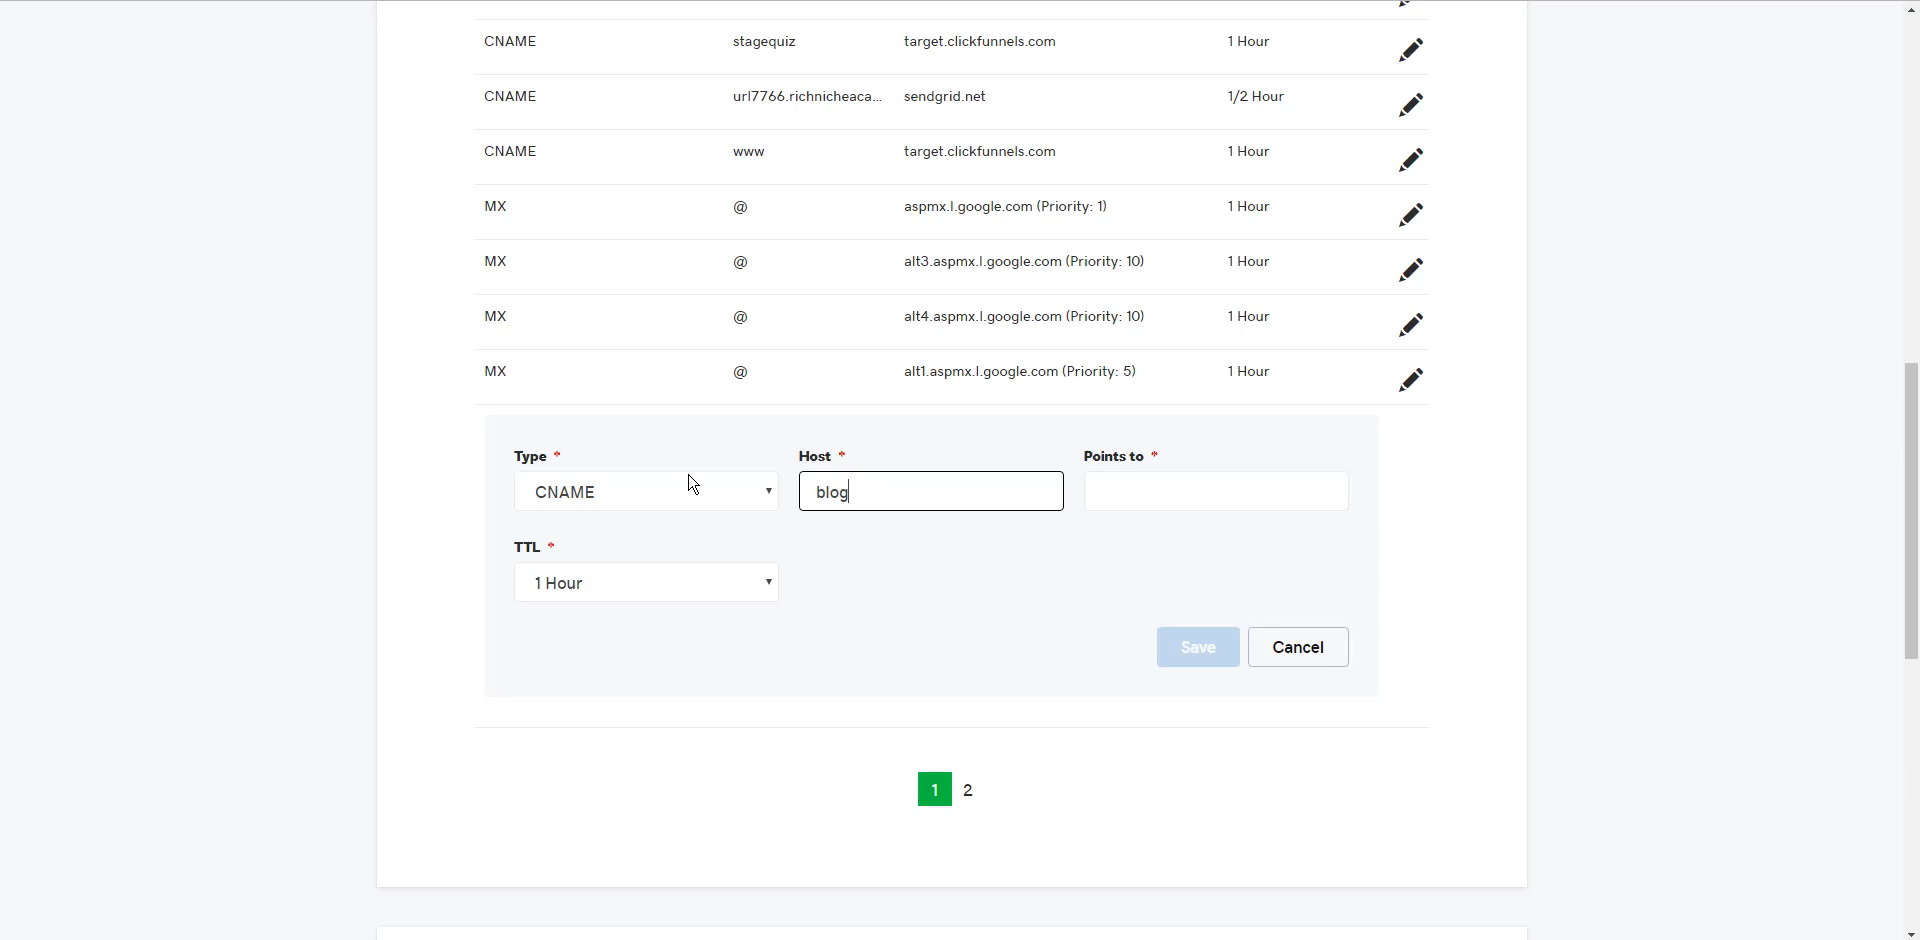 CNAME stagequiz target.clickfunnels.com 1 Hour
CNAME url7766.richnicheaca... sendgrid.net 1/2 Hour
CNAME www target.clickfunnels.com 1 Hour
MX @ aspmx.l.google.com (Priority: 1) 1 Hour
MX @ alt3.aspmx.l.google.com (Priority: 10) 1 Hour
MX @ alt4.aspmx.l.google.com (Priority: 10) 1 Hour
MX @ alt1.aspmx.l.google.com (Priority: 5) 1 Hour
Type * Host * Points to *
CNAME blog
TTL *
1 Hour
Save Cancel
1 2